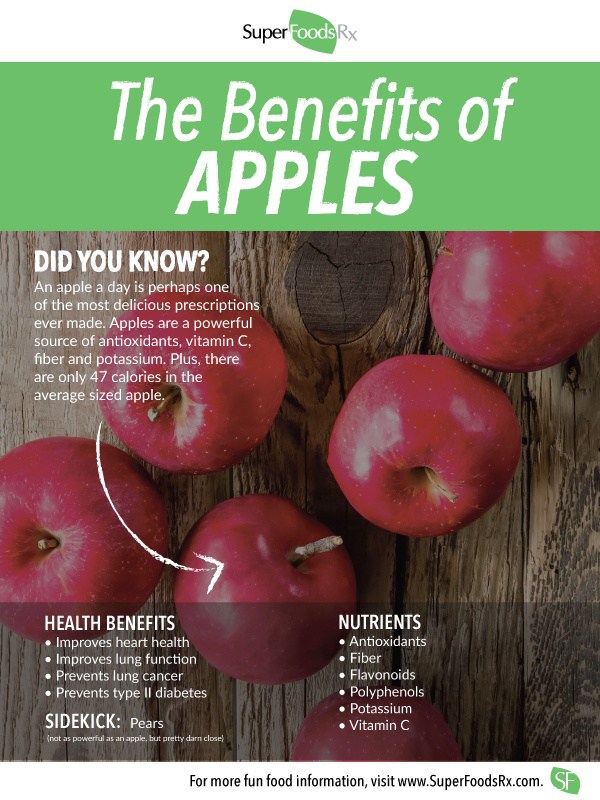 SuperFoodsRx
The Benefits of
APPLES
DID YOU KNOW?
An apple a day is perhaps one
of the most delicious prescriptions
ever made. Apples are a powerful
source of antioxidants, vitamin C,
fiber and potassium. Plus, there
are only 47 calories in the
average sized apple.
HEALTH BENEFITS
• Improves heart health
• Improves lung function
• Prevents lung cancer
• Prevents type II diabetes
SIDEKICK: Pears
(not as powerful as an apple, but pretty darn close)
NUTRIENTS
• Antioxidants
• Fiber
• Flavonoids
• Polyphenols
• Potassium
• Vitamin C
For more fun food information, visit www.SuperFoodsRx.com.
SF